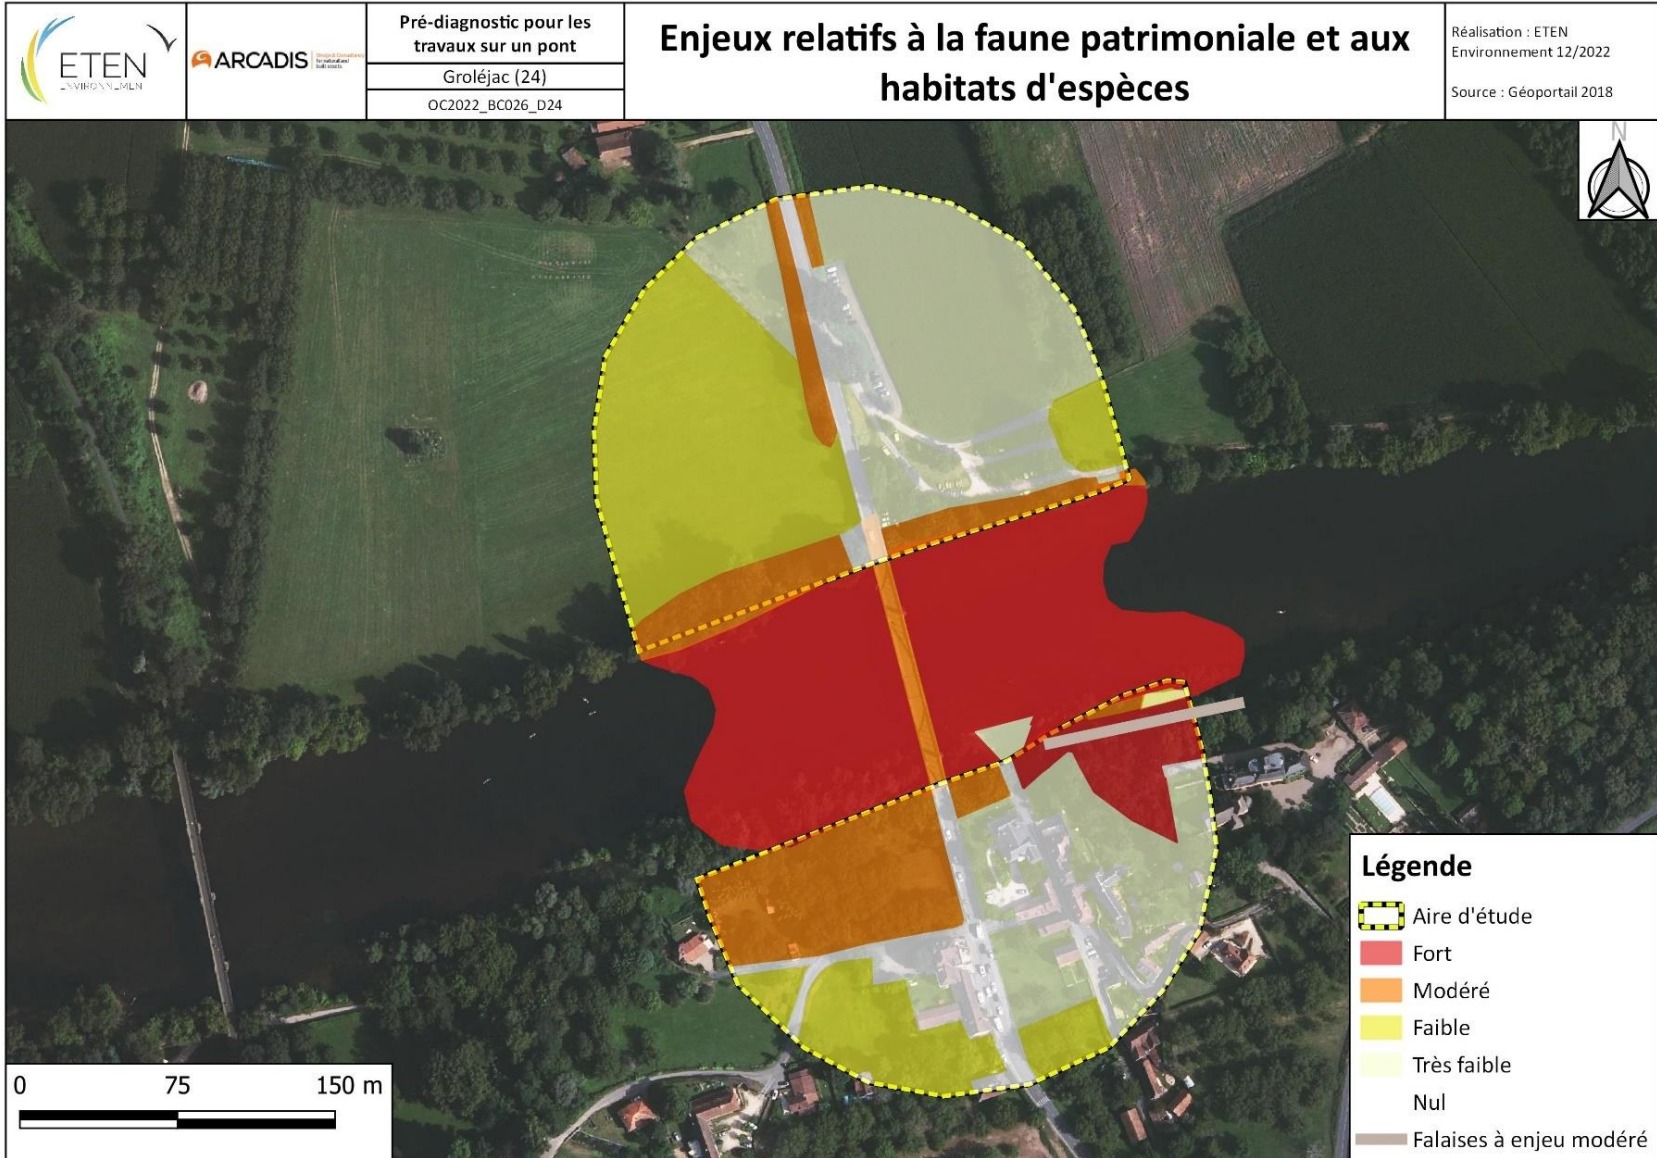 ETEN
ENVIRONNEMENT
ARCADIS
Pré-diagnostic pour les
travaux sur un pont
Groléjac (24)
OC2022_BC026_D24
Enjeux relatifs à la faune patrimoniale et aux
habitats d'espèces
Réalisation : ETEN
Environnement 12/2022
Source : Géoportail 2018
N
Légende
Aire d'étude
Fort
Modéré
Faible
Très faible
Nul
Falaises à enjeu modéré
0 75 150 m